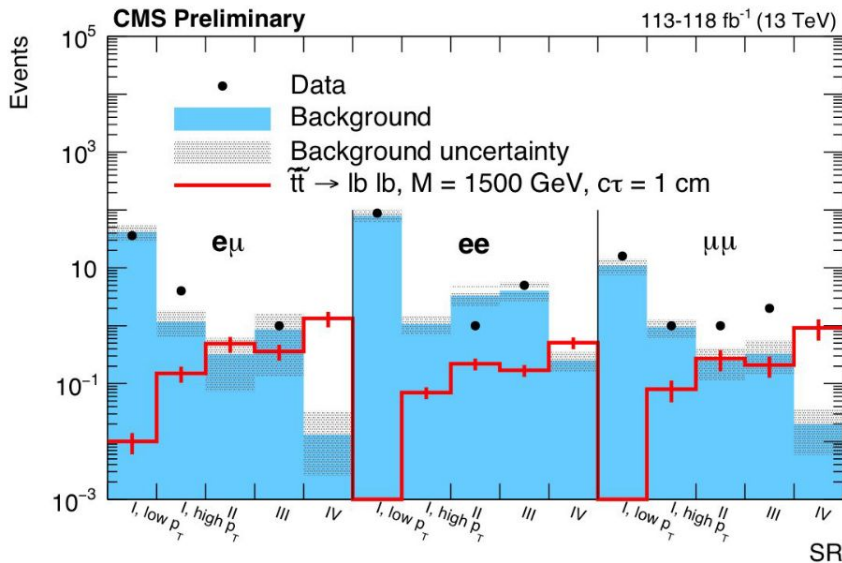 CMS Preliminary 113-118 fb⁻¹ (13 TeV)
Events
10⁵
10³
10
10⁻¹
10⁻³
Data
Background
Background uncertainty
t̃t̃ → lb lb, M = 1500 GeV, cτ = 1 cm
eμ ee μμ
I, low p_T I, high p_T II III IV I, low p_T I, high p_T II III IV I, low p_T I, high p_T II III IV
SR